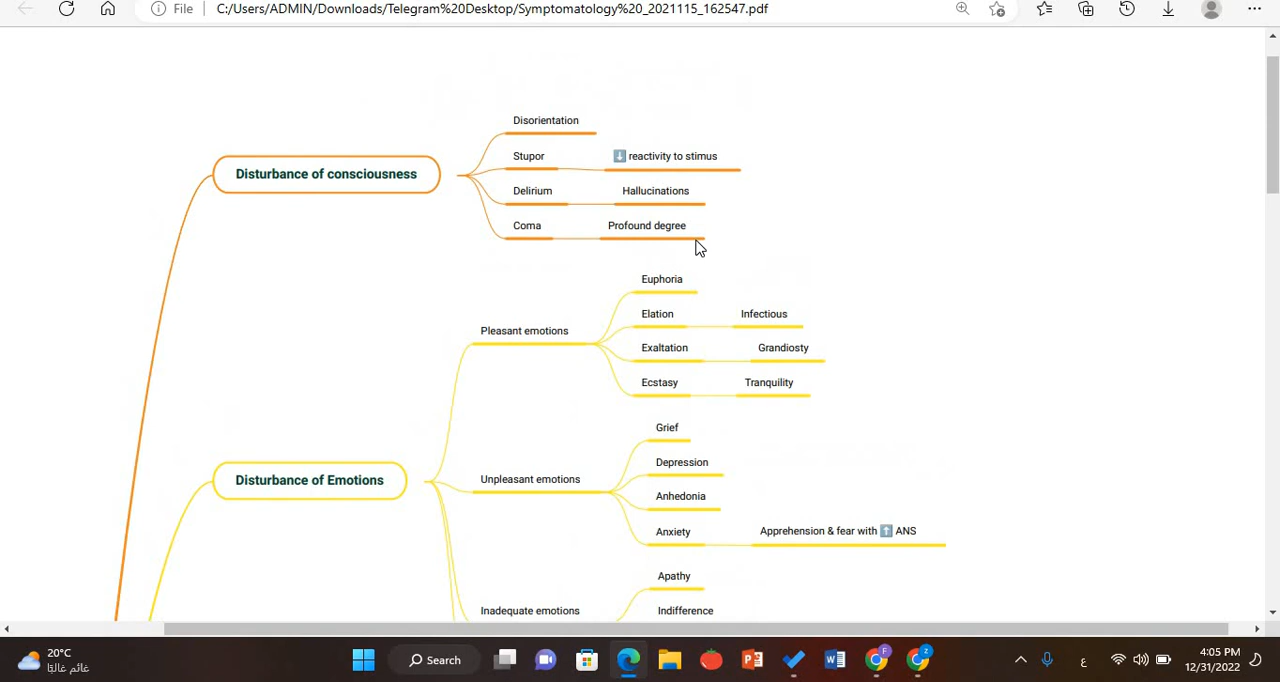 File
C:/Users/ADMIN/Downloads/Telegram%20Desktop/Symptomatology%20_2021115_162547.pdf
Disorientation
Disturbance of consciousness
Stupor
⬇️ reactivity to stimus
Delirium
Hallucinations
Coma
Profound degree
Disturbance of Emotions
Pleasant emotions
Euphoria
Elation
Infectious
Exaltation
Grandiosty
Ecstasy
Tranquility
Unpleasant emotions
Grief
Depression
Anhedonia
Anxiety
Apprehension & fear with ⬆️ ANS
Inadequate emotions
Apathy
Indifference
20°C
غائم غالبًا
Search
ع
4:05 PM
12/31/2022